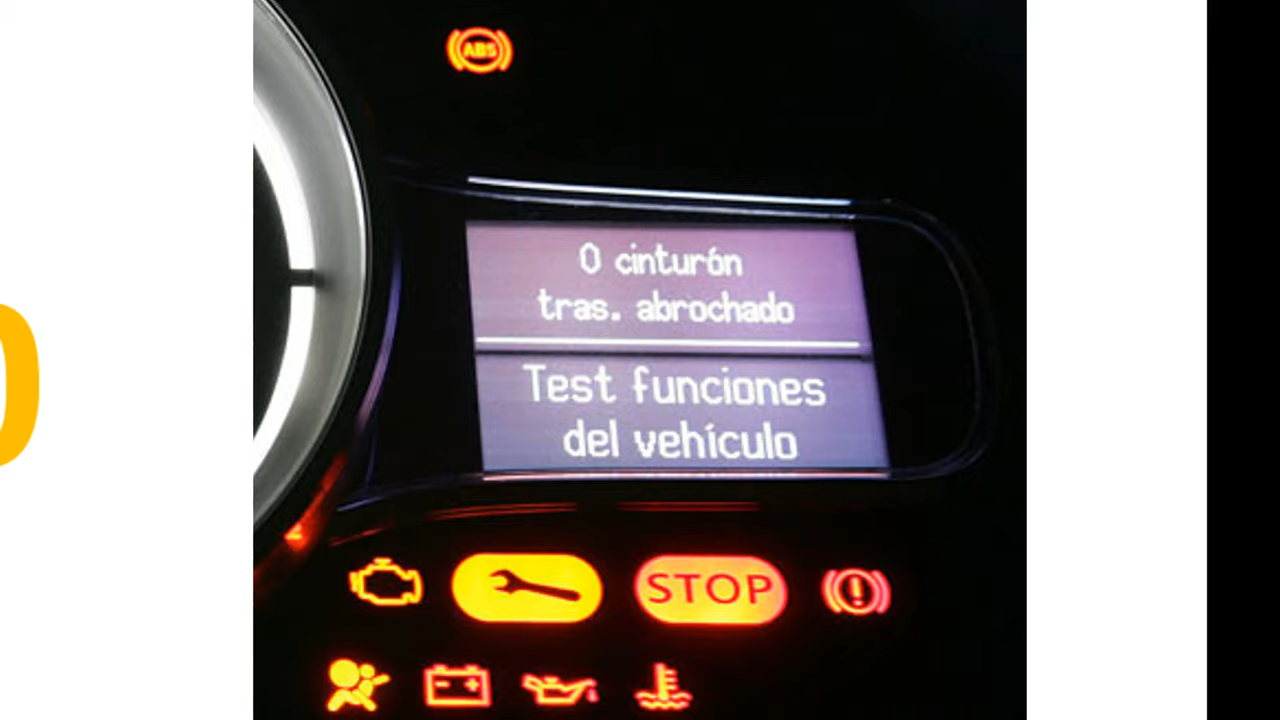 ABS
0 cinturón
tras. abrochado
Test funciones
del vehículo
STOP